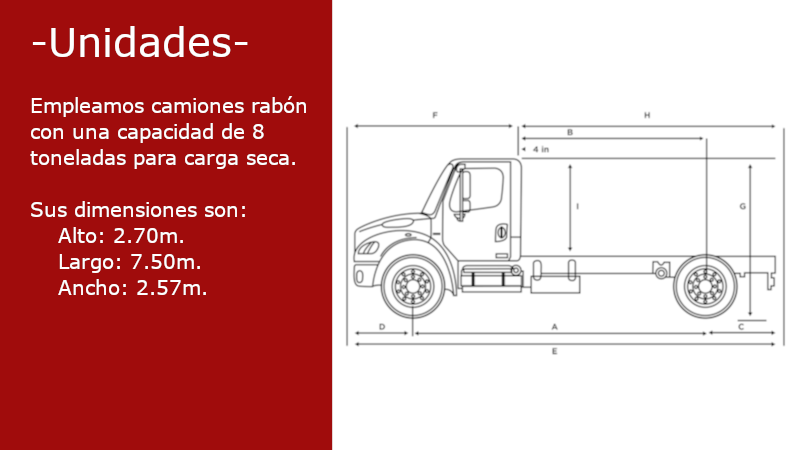 -Unidades-
Empleamos camiones rabón
con una capacidad de 8
toneladas para carga seca.
Sus dimensiones son:
Alto: 2.70m.
Largo: 7.50m.
Ancho: 2.57m.
F
H
B
4 in
I
G
D
A
C
E